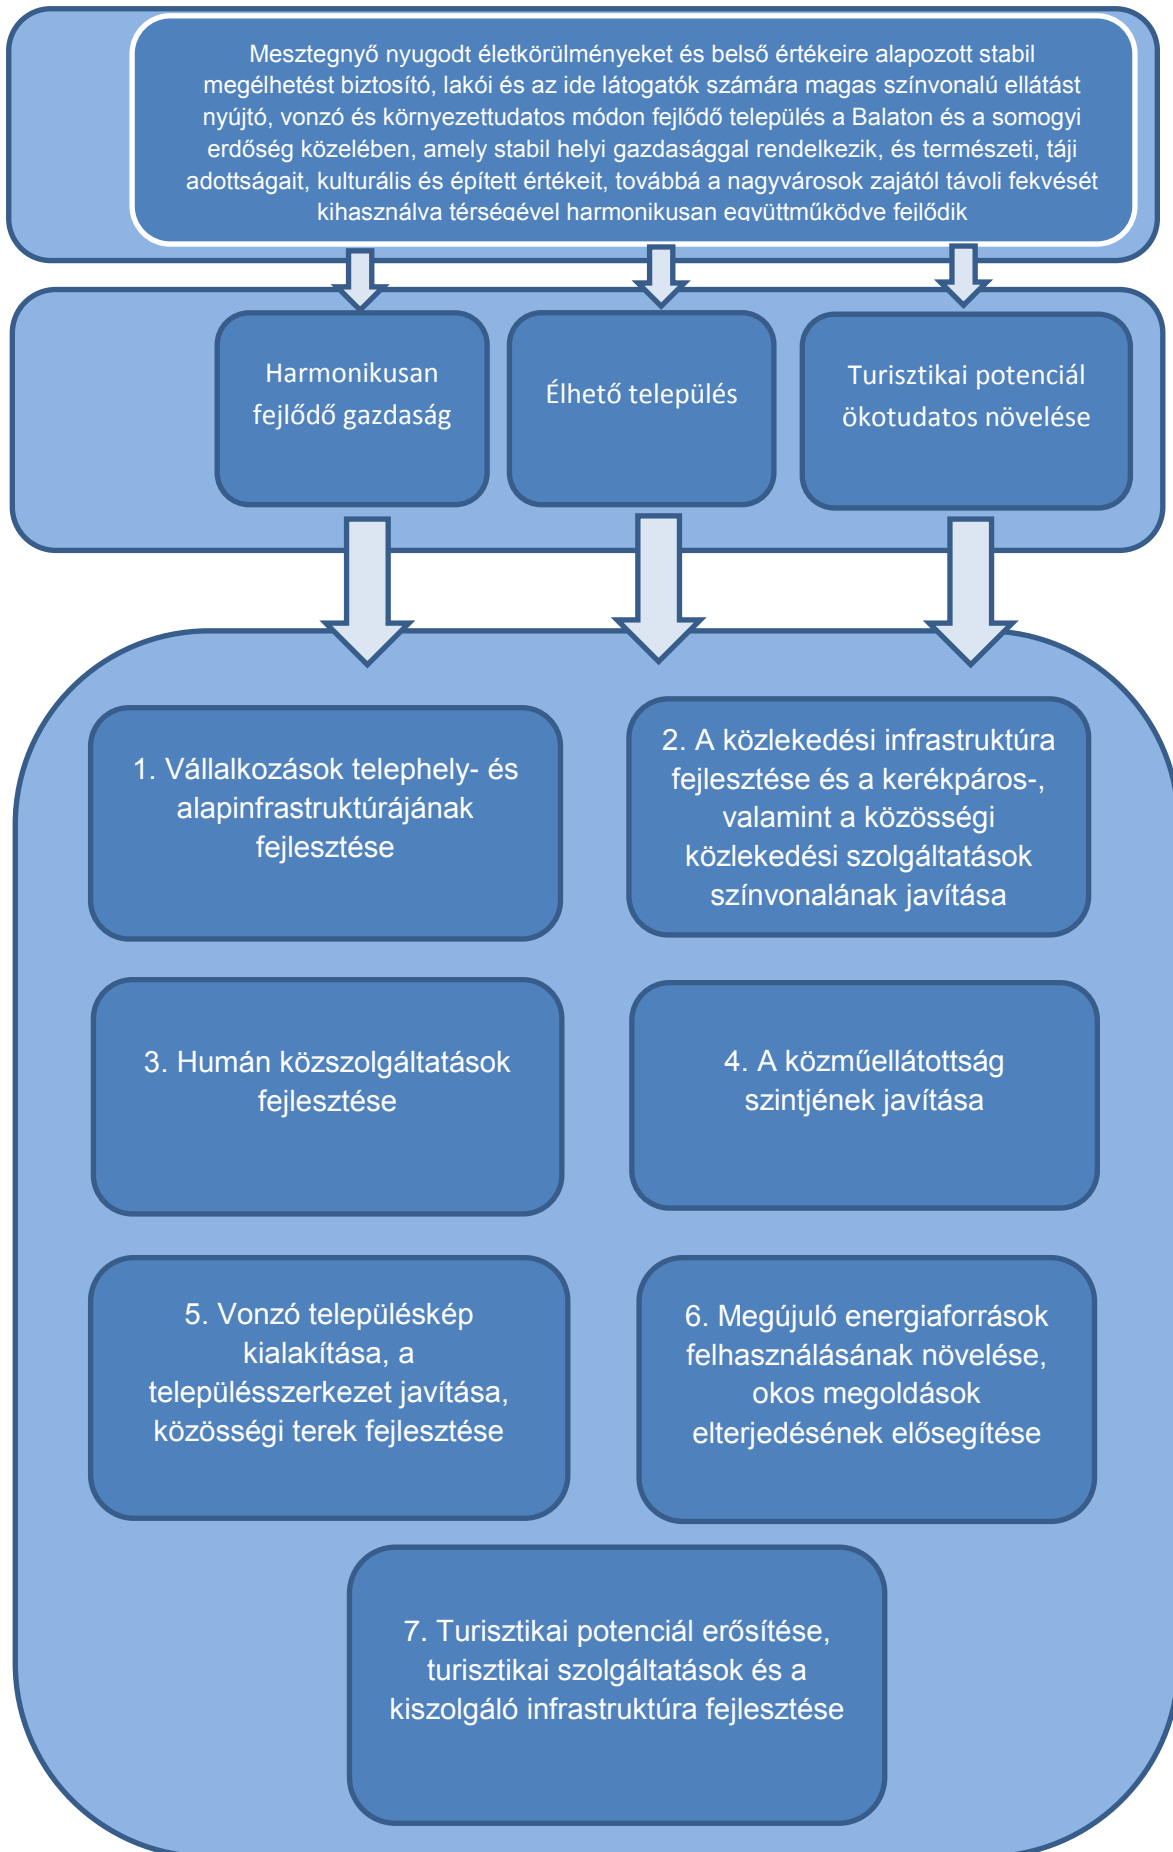 Mesztegnyő nyugodt életkörülményeket és belső értékeire alapozott stabil
megélhetést biztosító, lakói és az ide látogatók számára magas színvonalú ellátást
nyújtó, vonzó és környezettudatos módon fejlődő település a Balaton és a somogyi
erdőség közelében, amely stabil helyi gazdasággal rendelkezik, és természeti, táji
adottságait, kulturális és épített értékeit, továbbá a nagyvárosok zajától távoli fekvését
kihasználva térségével harmonikusan együttműködve fejlődik
Harmonikusan
fejlődő gazdaság
Élhető település
Turisztikai potenciál
ökotudatos növelése
1. Vállalkozások telephely- és
alapinfrastruktúrájának
fejlesztése
2. A közlekedési infrastruktúra
fejlesztése és a kerékpáros-,
valamint a közösségi
közlekedési szolgáltatások
színvonalának javítása
3. Humán közszolgáltatások
fejlesztése
4. A közműellátottság
szintjének javítása
5. Vonzó településkép
kialakítása, a
településszerkezet javítása,
közösségi terek fejlesztése
6. Megújuló energiaforrások
felhasználásának növelése,
okos megoldások
elterjedésének elősegítése
7. Turisztikai potenciál erősítése,
turisztikai szolgáltatások és a
kiszolgáló infrastruktúra fejlesztése